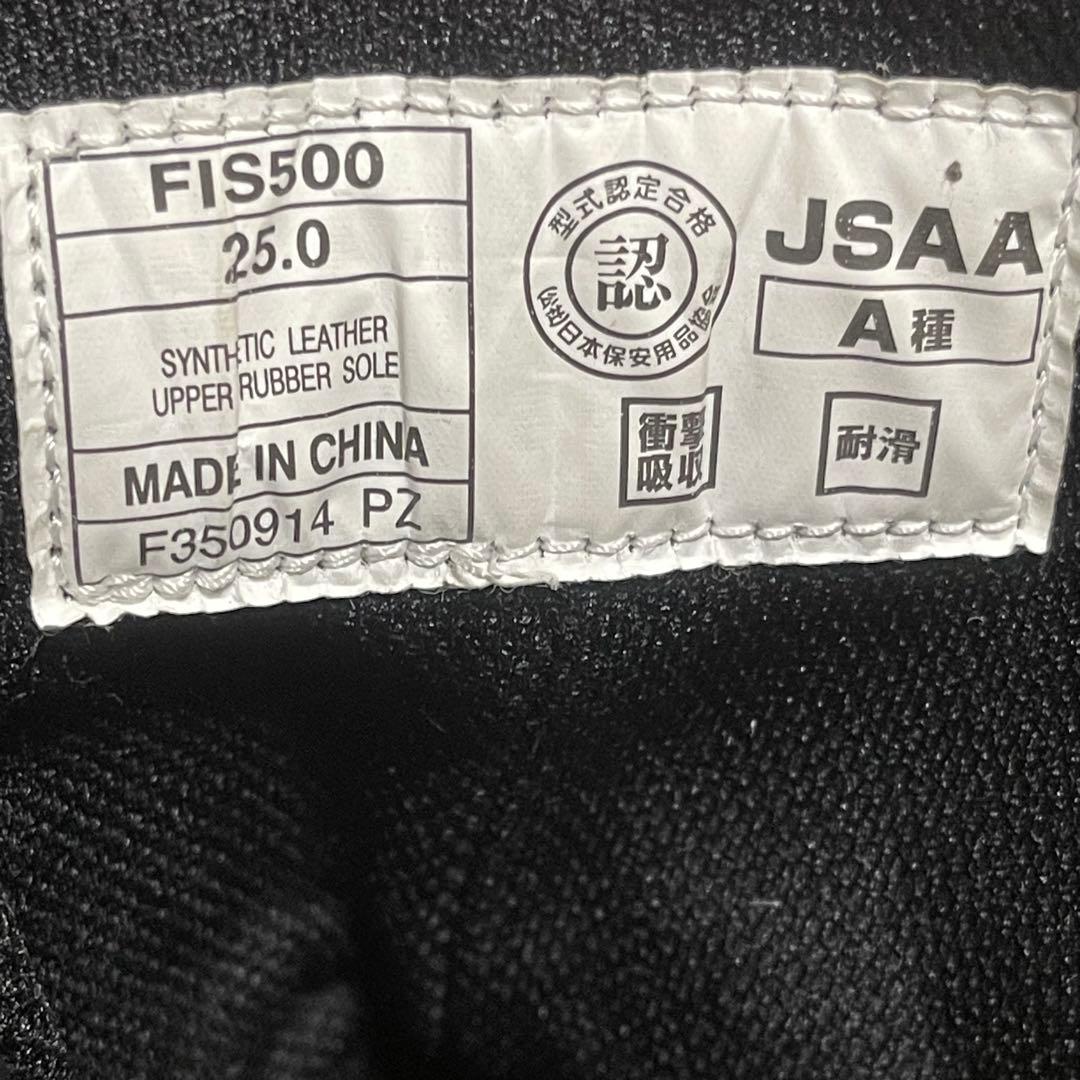 FIS500
25.0
SYNTHETIC LEATHER
UPPER RUBBER SOLE
MADE IN CHINA
F350914 PZ
型式認定合格
認
(公社)日本保安用品協会
JSAA
A種
衝撃
吸収
耐滑